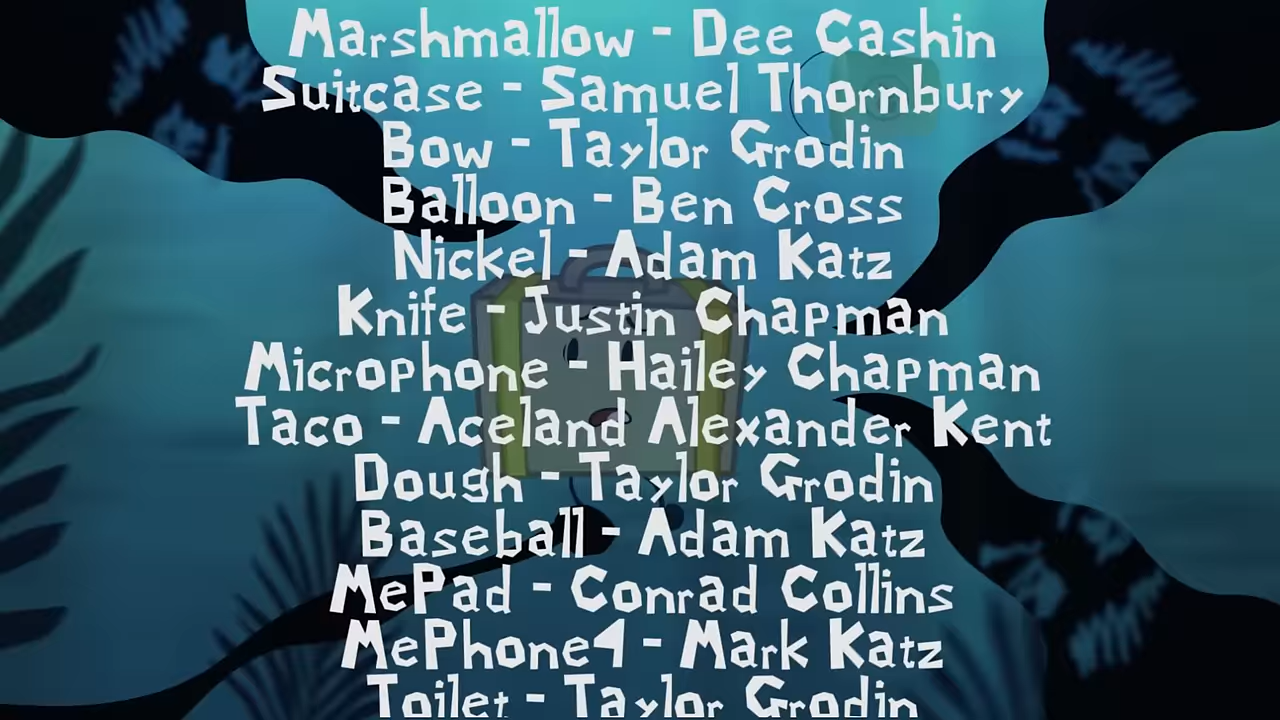 Marshmallow - Dee Cashin
Suitcase - Samuel Thornbury
Bow - Taylor Grodin
Balloon - Ben Cross
Nickel - Adam Katz
Knife - Justin Chapman
Microphone - Hailey Chapman
Taco - Aceland Alexander Kent
Dough - Taylor Grodin
Baseball - Adam Katz
MePad - Conrad Collins
MePhone4 - Mark Katz
Toilet - Taylor Grodin